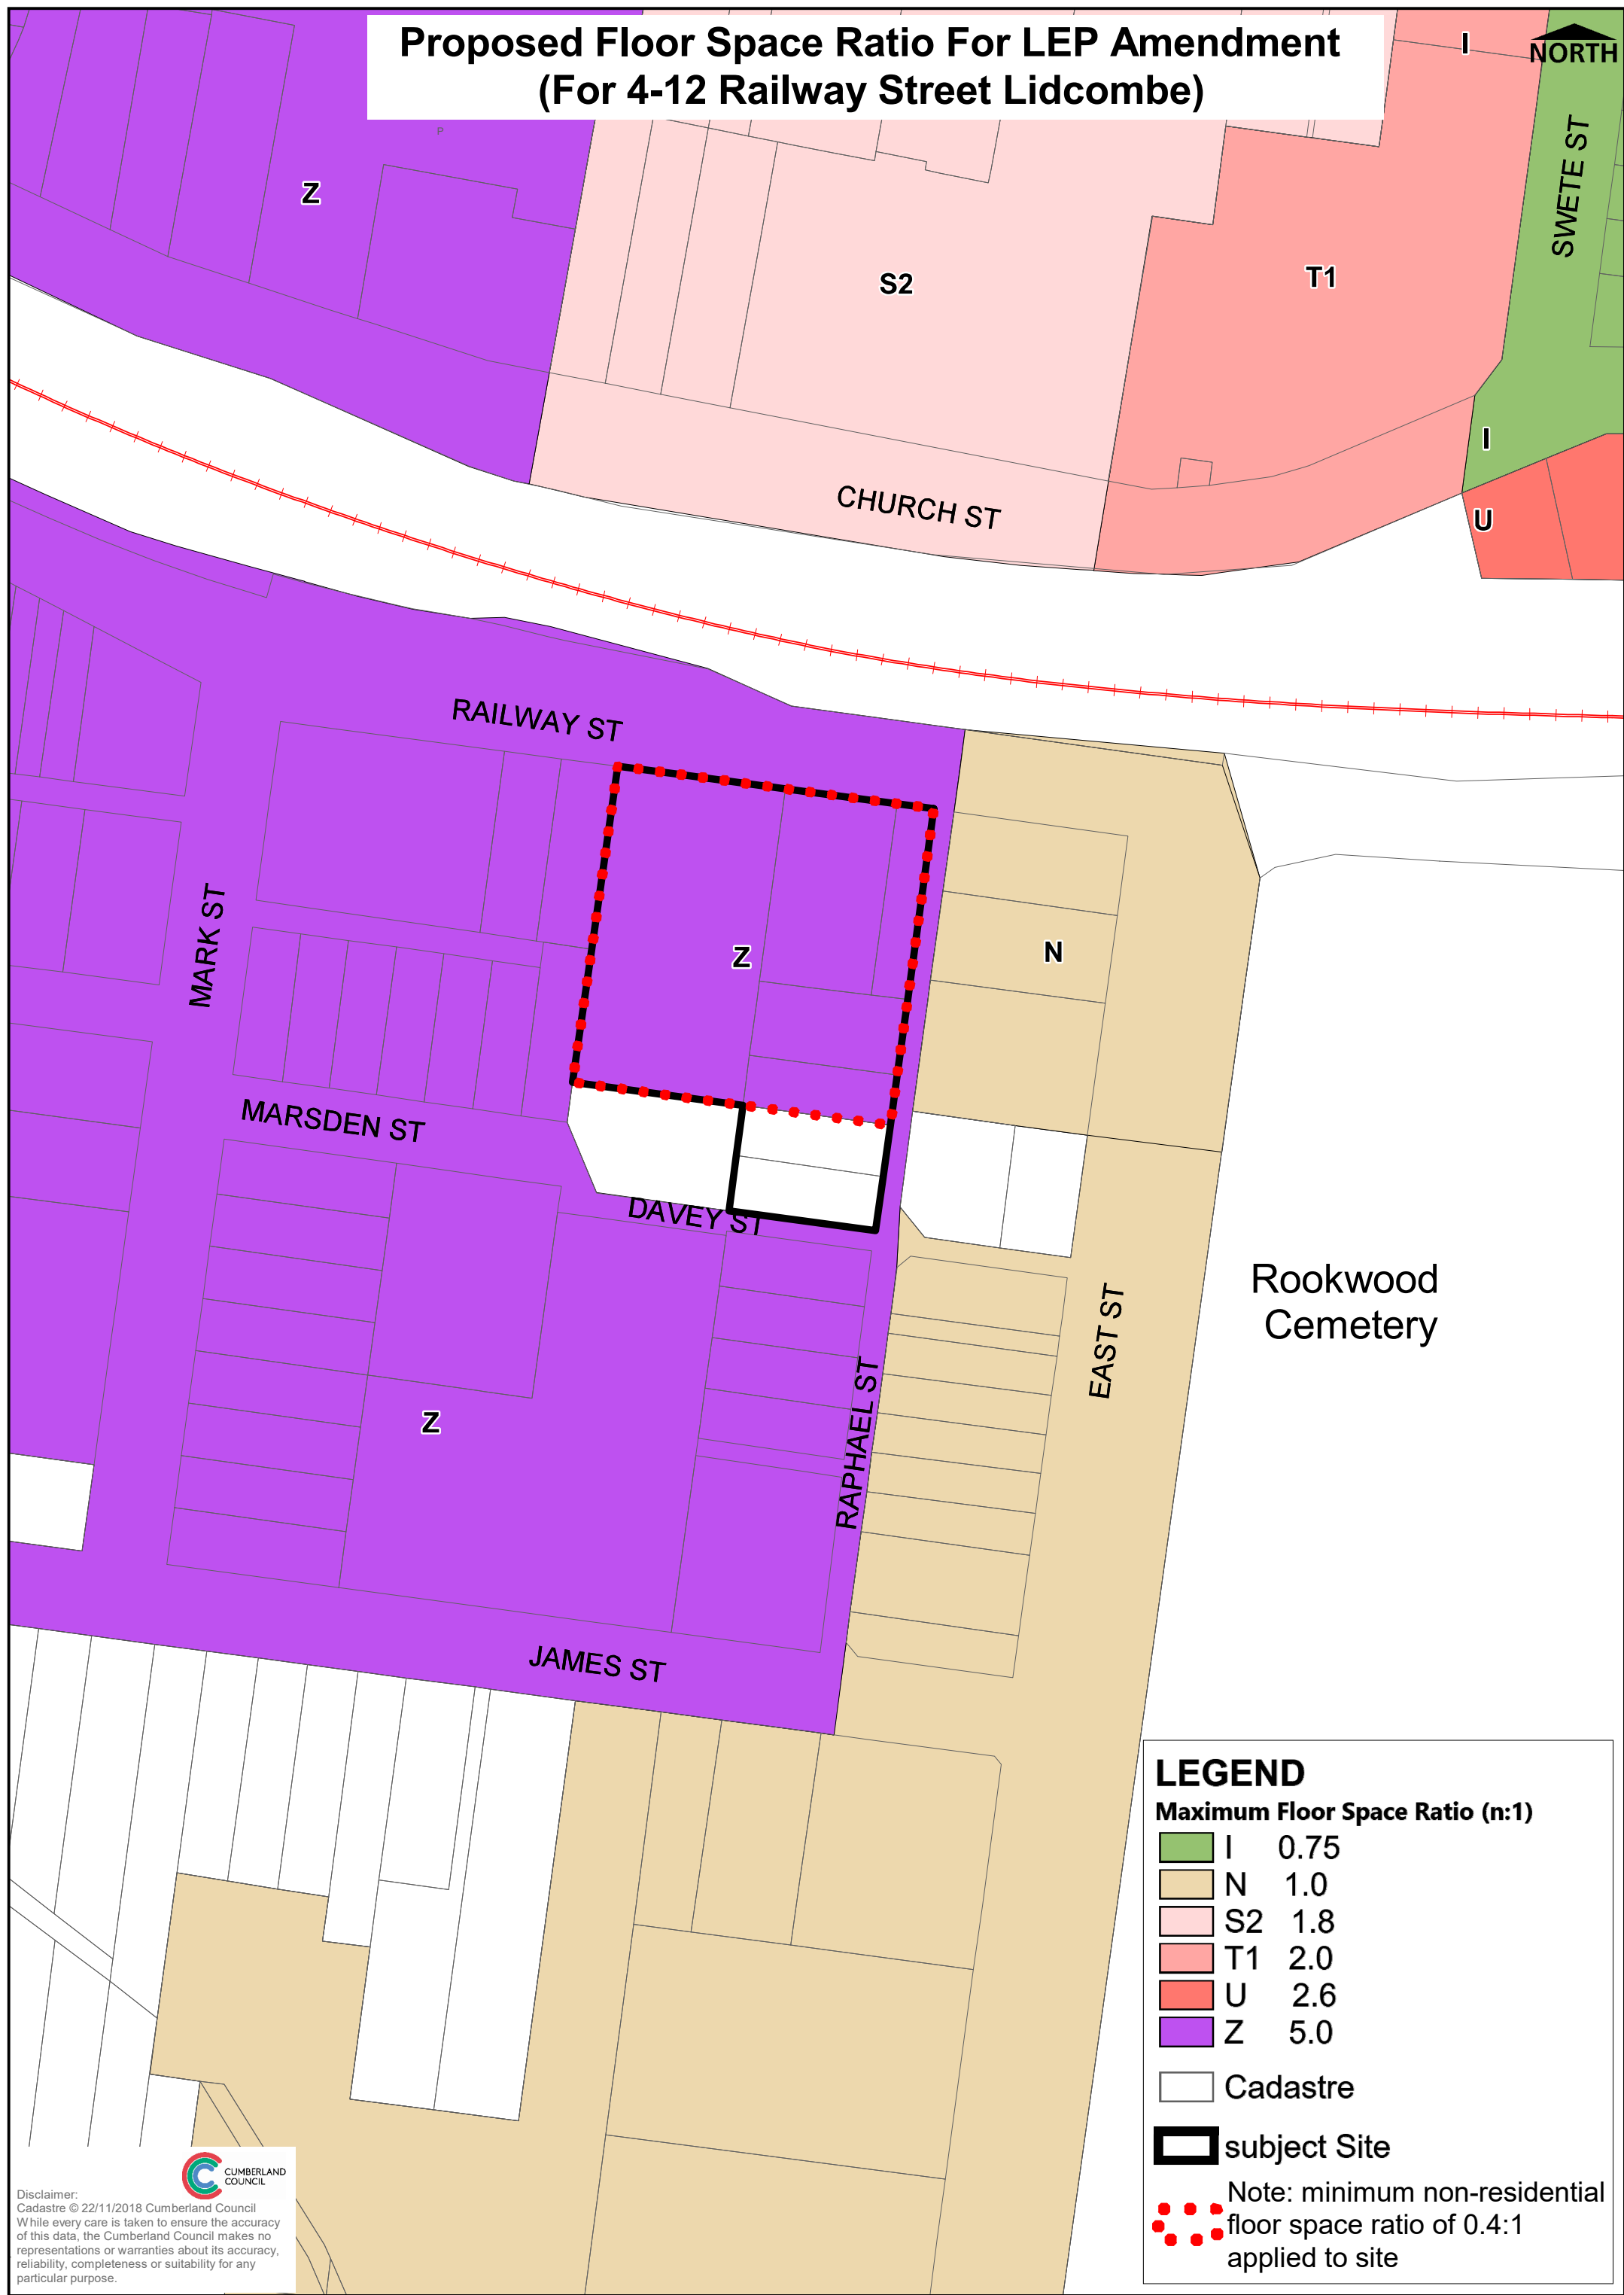 Proposed Floor Space Ratio For LEP Amendment
(For 4-12 Railway Street Lidcombe)
I
NORTH
P
Z
SWETE ST
S2
T1
I
CHURCH ST
U
RAILWAY ST
MARK ST
Z
N
MARSDEN ST
DAVEY ST
Rookwood
Cemetery
EAST ST
Z
RAPHAEL ST
JAMES ST
LEGEND
Maximum Floor Space Ratio (n:1)
I 0.75
N 1.0
S2 1.8
T1 2.0
U 2.6
Z 5.0
Cadastre
subject Site
Note: minimum non-residential
floor space ratio of 0.4:1
applied to site
CUMBERLAND
COUNCIL
Disclaimer:
Cadastre © 22/11/2018 Cumberland Council
While every care is taken to ensure the accuracy
of this data, the Cumberland Council makes no
representations or warranties about its accuracy,
reliability, completeness or suitability for any
particular purpose.